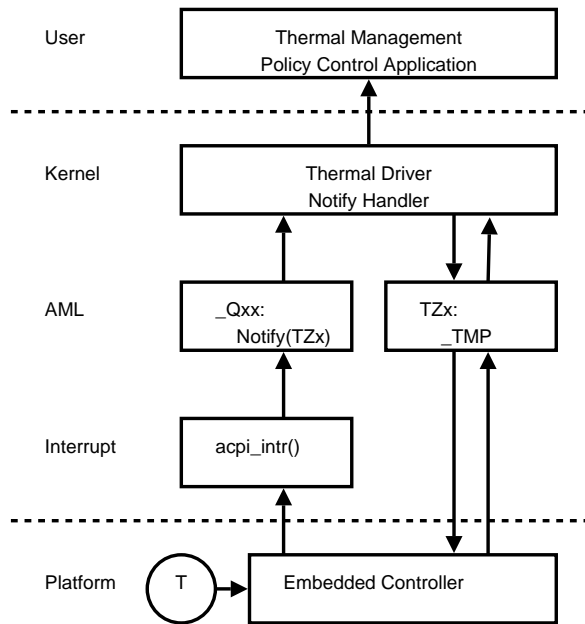 User
Thermal Management
Policy Control Application
Kernel
Thermal Driver
Notify Handler
AML
_Qxx:
Notify(TZx)
TZx:
_TMP
Interrupt
acpi_intr()
Platform
T
Embedded Controller